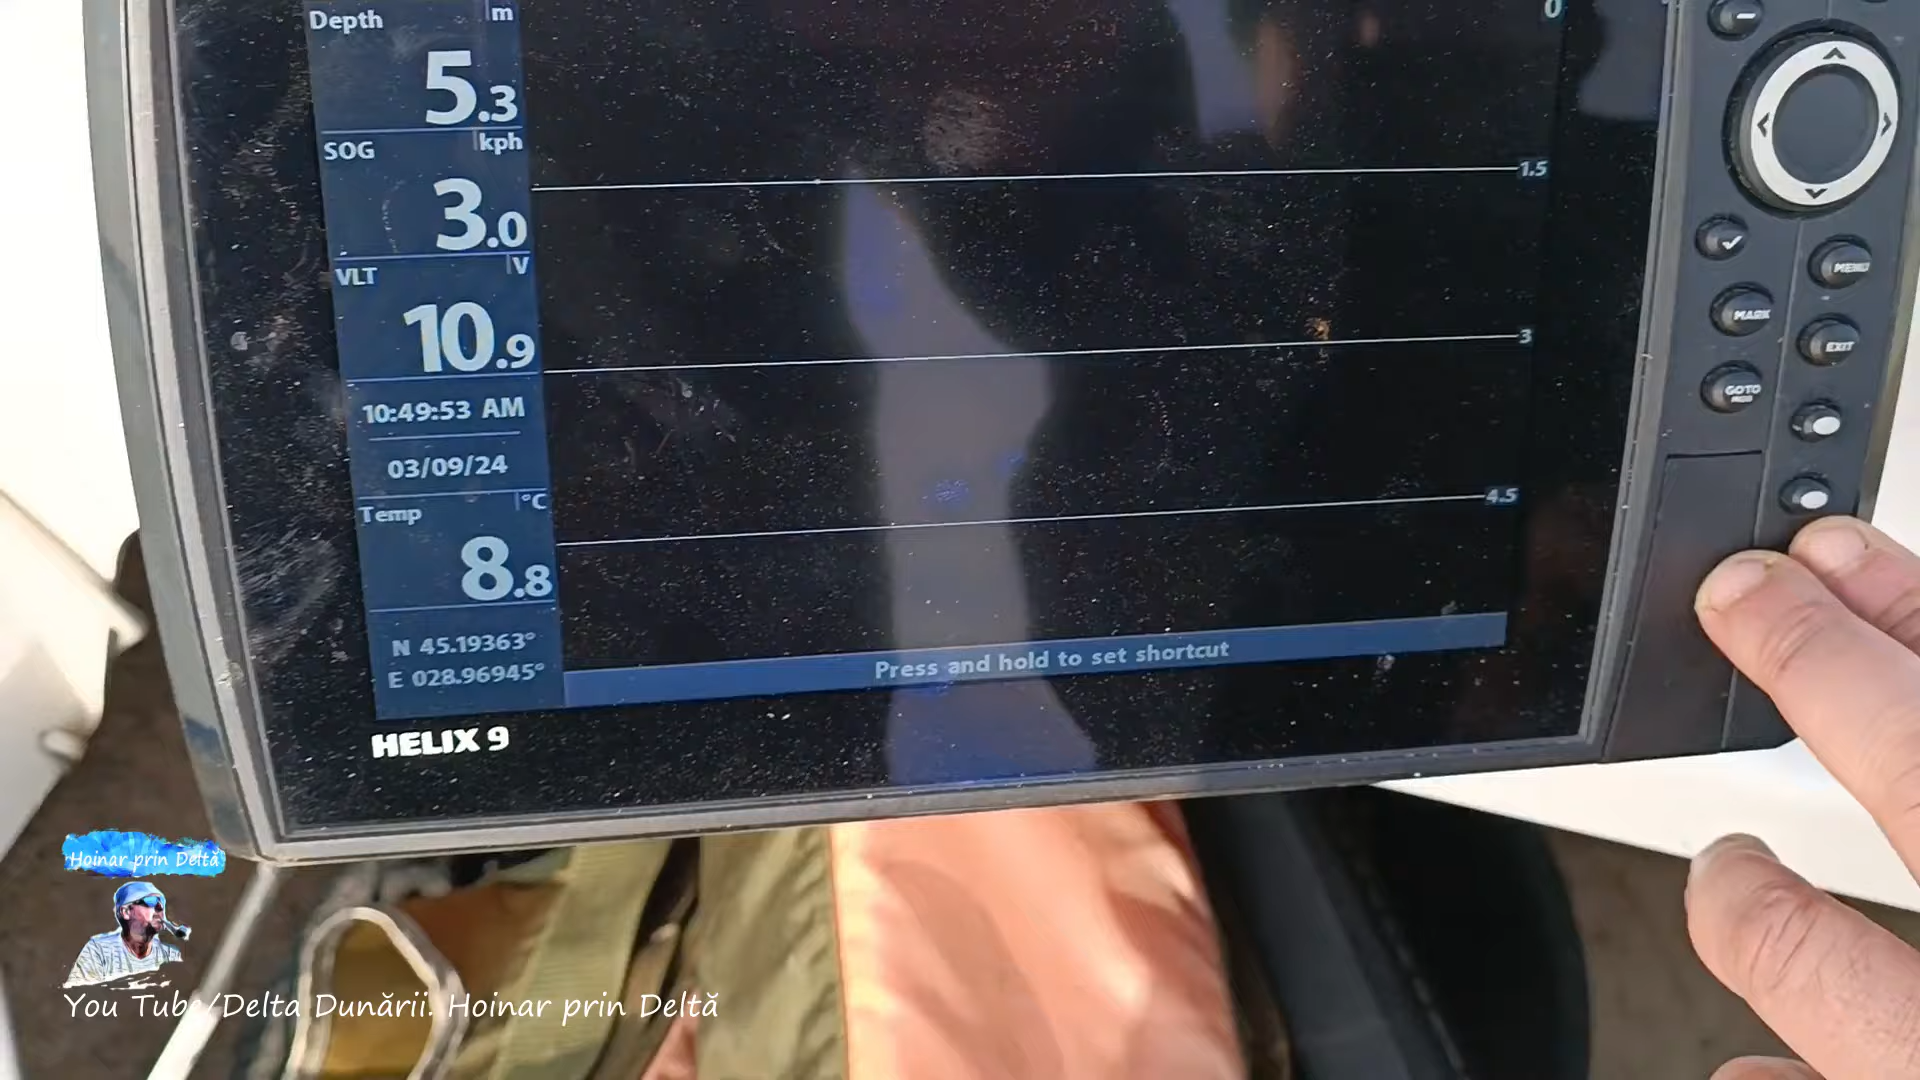 Depth m
5.3
SOG kph
3.0
VLT V
10.9
10:49:53 AM
03/09/24
Temp °C
8.8
N 45.19363°
E 028.96945°
0
1.5
3
4.5
Press and hold to set shortcut
HELIX 9
MENU
MARK
EXIT
GOTO
MOB
Hoinar prin Deltă
You Tube/Delta Dunării. Hoinar prin Deltă